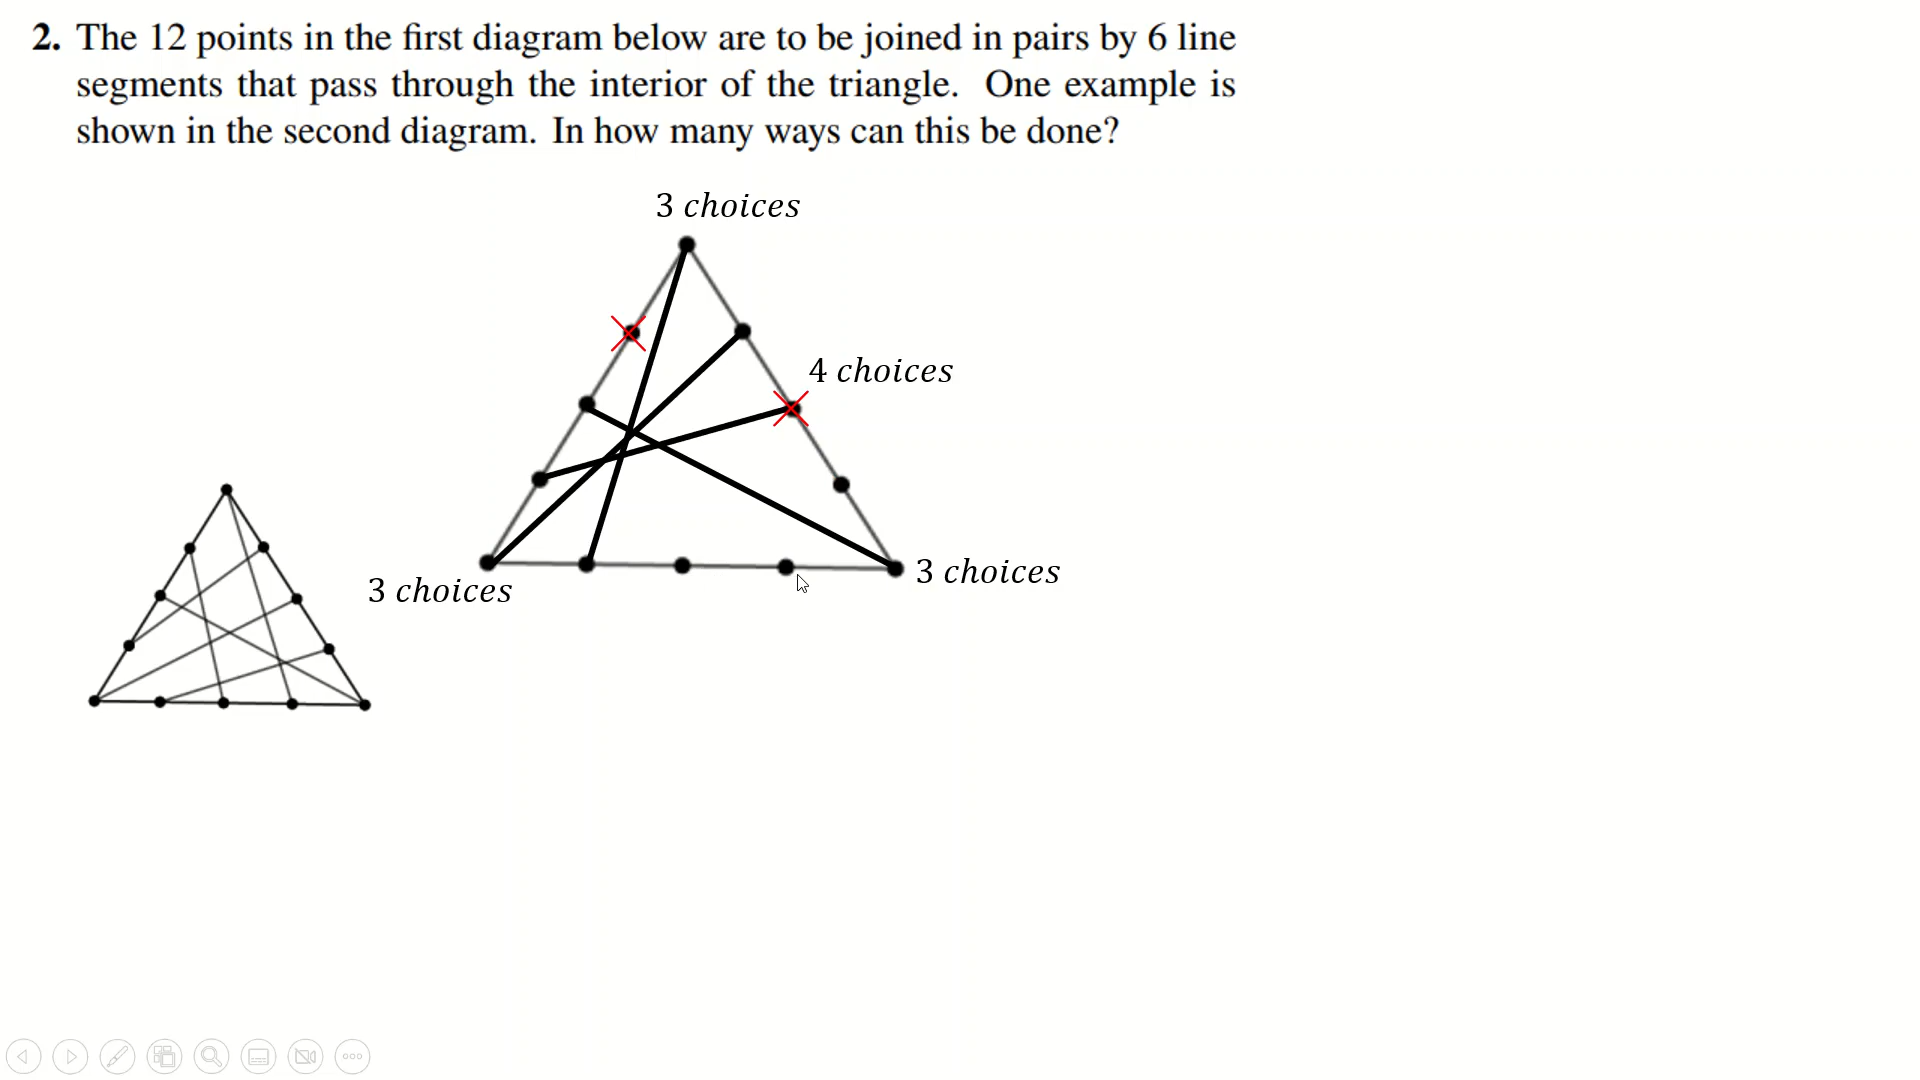 2. The 12 points in the first diagram below are to be joined in pairs by 6 line
segments that pass through the interior of the triangle. One example is
shown in the second diagram. In how many ways can this be done?
3 choices
4 choices
3 choices
3 choices